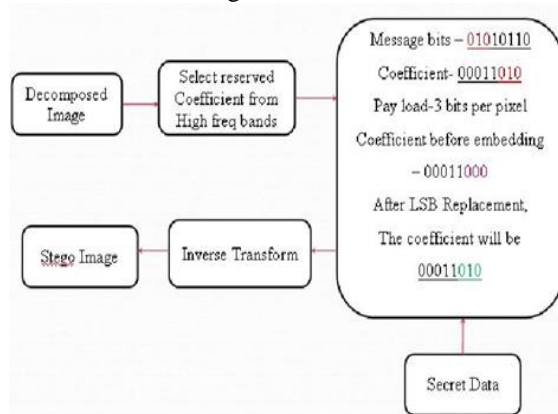 Decomposed
Image
Select reserved
Coefficient from
High freq bands
Message bits – 01010110
Coefficient- 00011010
Pay load-3 bits per pixel
Coefficient before embedding
– 00011000
After LSB Replacement,
The coefficient will be
00011010
Inverse Transform
Stego Image
Secret Data